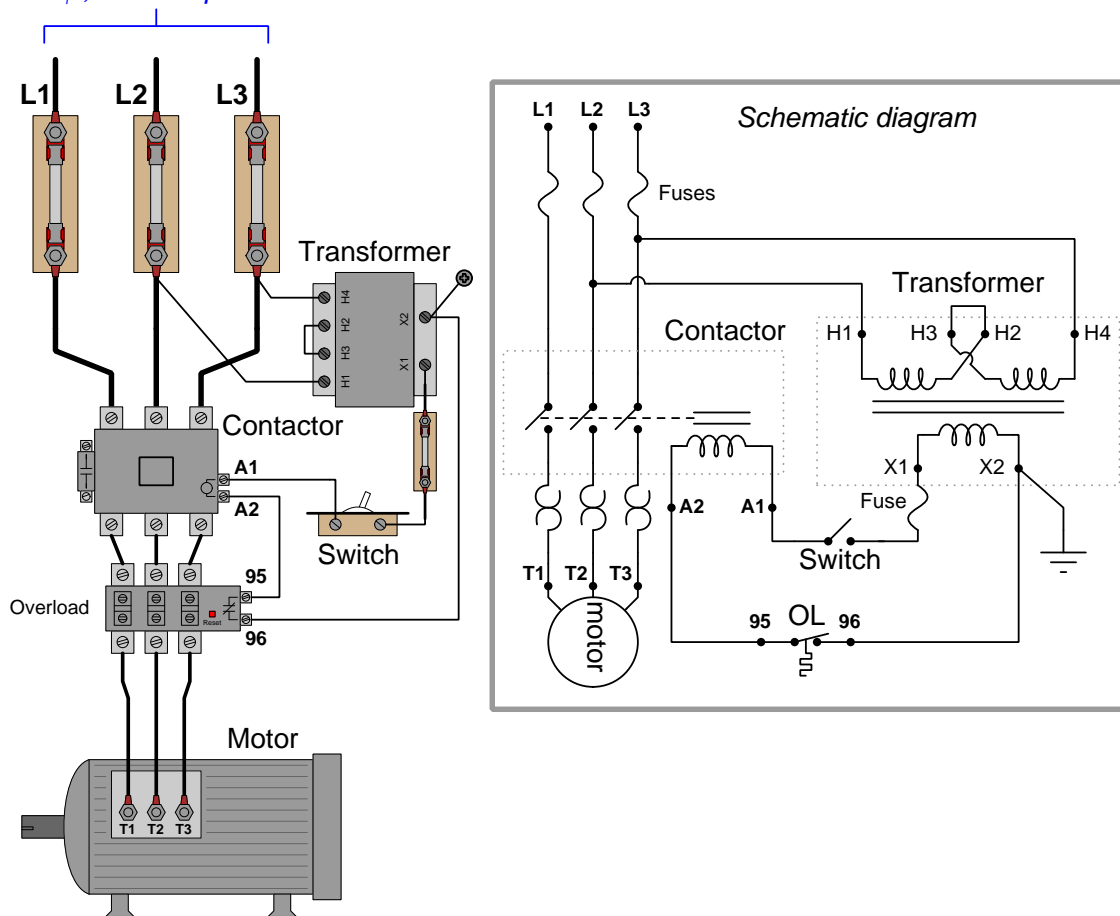 L1 L2 L3
Transformer
H4
H2
H3
H1
X2
X1
Contactor
A1
A2
Switch
95
Overload
Reset
96
Motor
T1 T2 T3
Schematic diagram
L1 L2 L3
Fuses
Transformer
Contactor
H1 H3 H2 H4
X1 X2
A2 A1
Fuse
Switch
T1 T2 T3
motor
95 OL 96